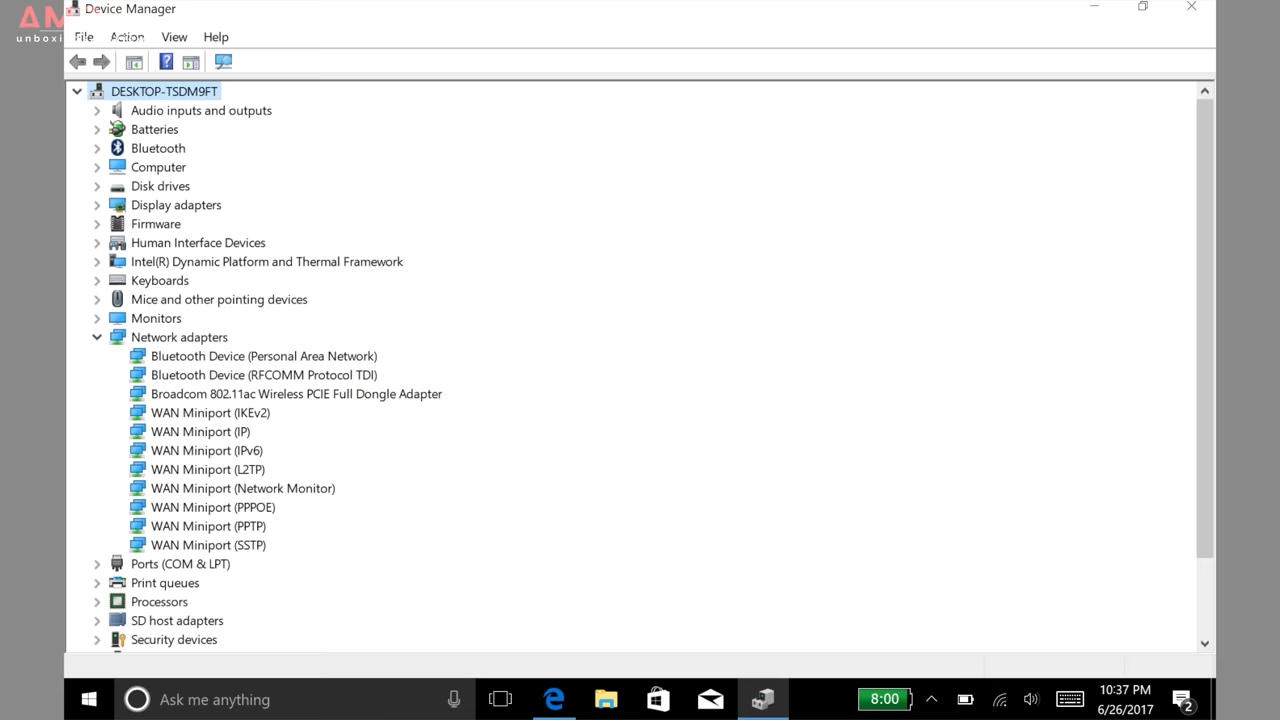 AM
unboxi
Device Manager
File Action View Help
DESKTOP-TSDM9FT
Audio inputs and outputs
Batteries
Bluetooth
Computer
Disk drives
Display adapters
Firmware
Human Interface Devices
Intel(R) Dynamic Platform and Thermal Framework
Keyboards
Mice and other pointing devices
Monitors
Network adapters
Bluetooth Device (Personal Area Network)
Bluetooth Device (RFCOMM Protocol TDI)
Broadcom 802.11ac Wireless PCIE Full Dongle Adapter
WAN Miniport (IKEv2)
WAN Miniport (IP)
WAN Miniport (IPv6)
WAN Miniport (L2TP)
WAN Miniport (Network Monitor)
WAN Miniport (PPPOE)
WAN Miniport (PPTP)
WAN Miniport (SSTP)
Ports (COM & LPT)
Print queues
Processors
SD host adapters
Security devices
Ask me anything
8:00
10:37 PM
6/26/2017
2